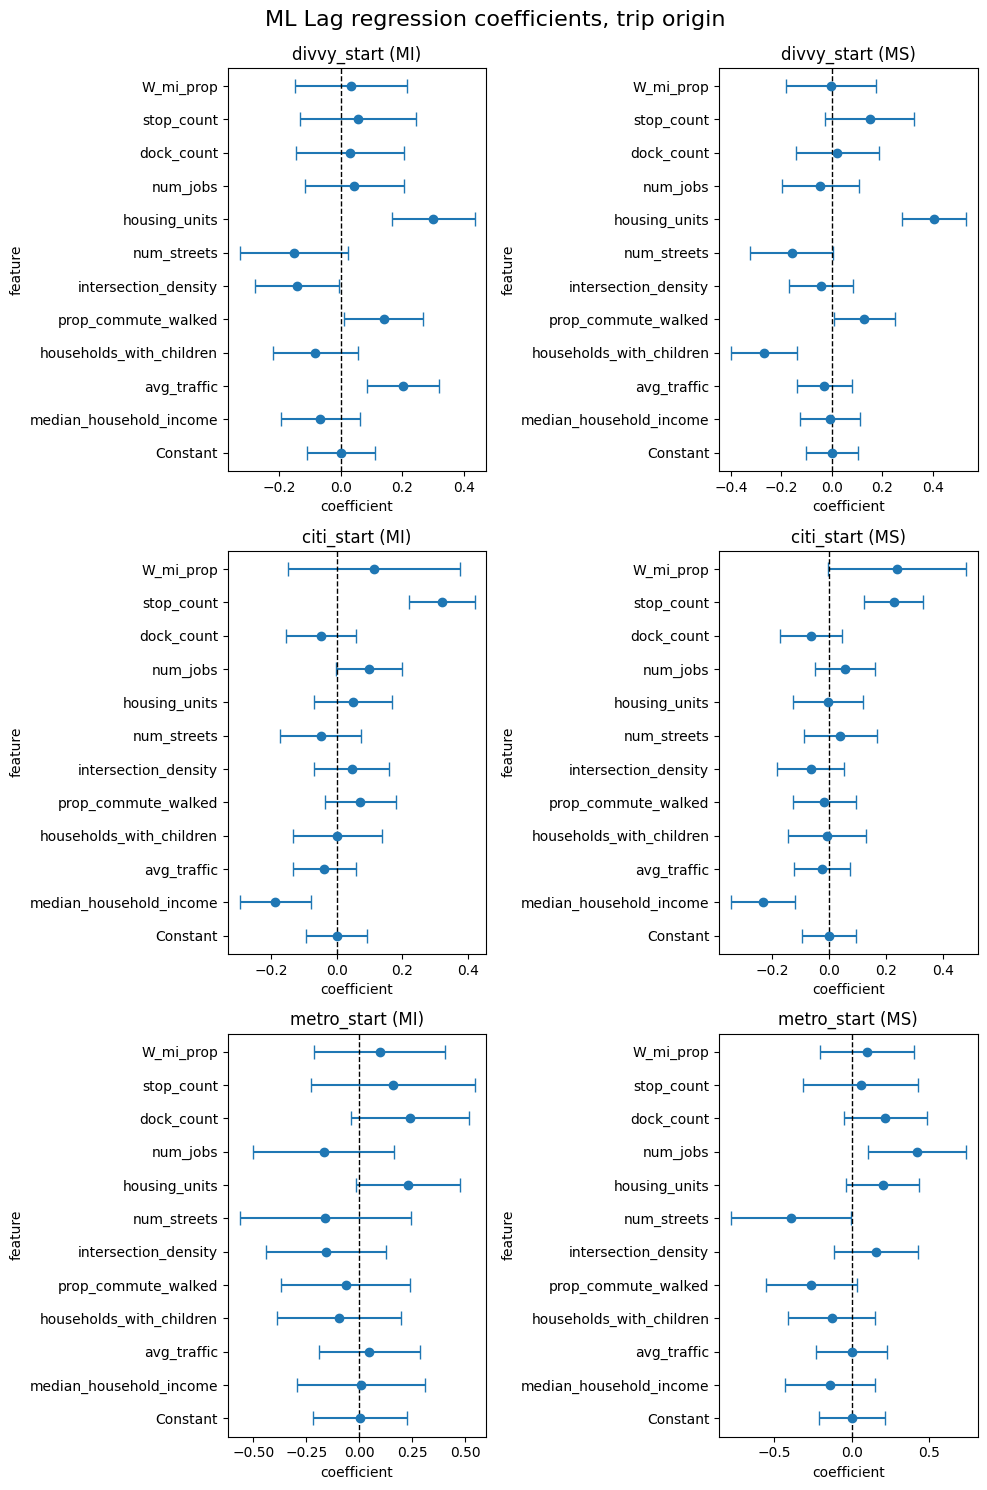 ML Lag regression coefficients, trip origin
divvy_start (MI)
W_mi_prop
stop_count
dock_count
num_jobs
housing_units
num_streets
intersection_density
prop_commute_walked
households_with_children
avg_traffic
median_household_income
Constant
feature
−0.2 0.0 0.2 0.4
coefficient
divvy_start (MS)
W_mi_prop
stop_count
dock_count
num_jobs
housing_units
num_streets
intersection_density
prop_commute_walked
households_with_children
avg_traffic
median_household_income
Constant
feature
−0.4 −0.2 0.0 0.2 0.4
coefficient
citi_start (MI)
W_mi_prop
stop_count
dock_count
num_jobs
housing_units
num_streets
intersection_density
prop_commute_walked
households_with_children
avg_traffic
median_household_income
Constant
feature
−0.2 0.0 0.2 0.4
coefficient
citi_start (MS)
W_mi_prop
stop_count
dock_count
num_jobs
housing_units
num_streets
intersection_density
prop_commute_walked
households_with_children
avg_traffic
median_household_income
Constant
feature
−0.2 0.0 0.2 0.4
coefficient
metro_start (MI)
W_mi_prop
stop_count
dock_count
num_jobs
housing_units
num_streets
intersection_density
prop_commute_walked
households_with_children
avg_traffic
median_household_income
Constant
feature
−0.50 −0.25 0.00 0.25 0.50
coefficient
metro_start (MS)
W_mi_prop
stop_count
dock_count
num_jobs
housing_units
num_streets
intersection_density
prop_commute_walked
households_with_children
avg_traffic
median_household_income
Constant
feature
−0.5 0.0 0.5
coefficient